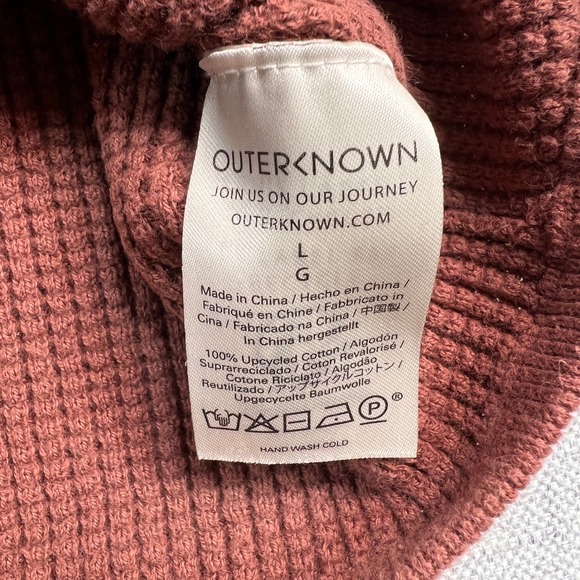 OUTERKNOWN
JOIN US ON OUR JOURNEY
OUTERKNOWN.COM
L
G
Made in China / Hecho en China /
Fabriqué en Chine / Fabbricato in
Cina / Fabricado na China / 中国製 /
In China hergestellt
100% Upcycled Cotton / Algodón
Suprarreciclado / Coton Revalorisé /
Cotone Riciclato / Algodão
Reutilizado / アップサイクルコットン /
Upgecycelte Baumwolle
P ®
HAND WASH COLD